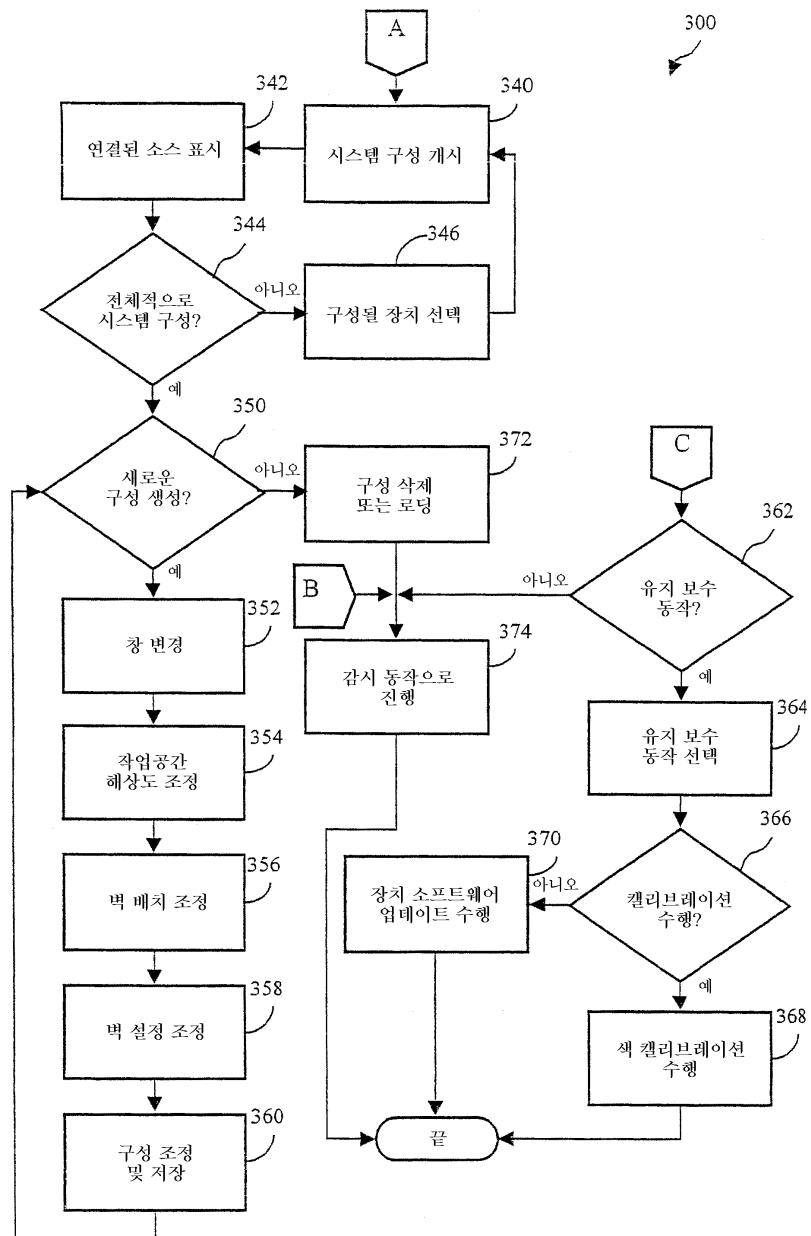 A
300
342
340
연결된 소스 표시
시스템 구성 개시
344
346
전체적으로
시스템 구성?
아니오
구성될 장치 선택
예
350
372
C
새로운
구성 생성?
아니오
구성 삭제
또는 로딩
362
예
B
아니오
유지 보수
동작?
352
창 변경
374
감시 동작으로
진행
예
364
유지 보수
동작 선택
354
작업공간
해상도 조정
370
366
356
벽 배치 조정
장치 소프트웨어
업데이트 수행
아니오
캘리브레이션
수행?
예
358
벽 설정 조정
368
색 캘리브레이션
수행
360
구성 조정
및 저장
끝